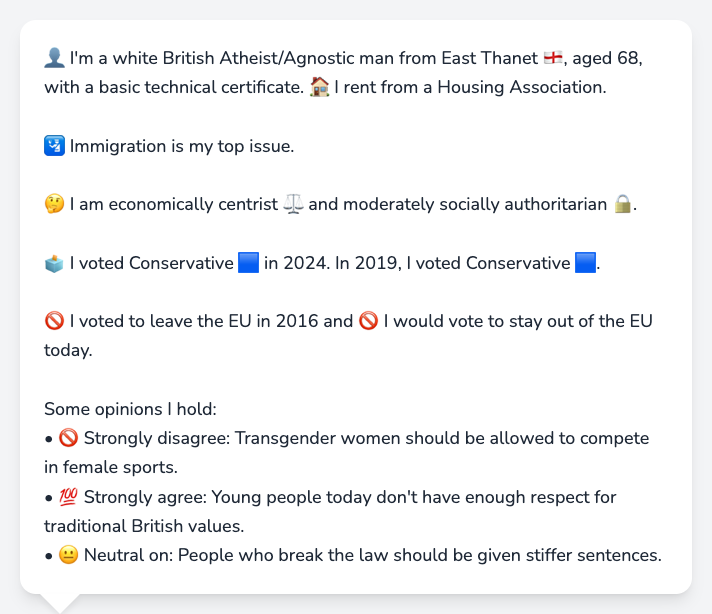 👤 I'm a white British Atheist/Agnostic man from East Thanet 🏴󠁧󠁢󠁥󠁮󠁧󠁿, aged 68,
with a basic technical certificate. 🏠 I rent from a Housing Association.
🛂 Immigration is my top issue.
🤔 I am economically centrist ⚖️ and moderately socially authoritarian 🔒.
🗳️ I voted Conservative 🟦 in 2024. In 2019, I voted Conservative 🟦.
🚫 I voted to leave the EU in 2016 and 🚫 I would vote to stay out of the EU
today.
Some opinions I hold:
• 🚫 Strongly disagree: Transgender women should be allowed to compete
in female sports.
• 💯 Strongly agree: Young people today don't have enough respect for
traditional British values.
• 😐 Neutral on: People who break the law should be given stiffer sentences.